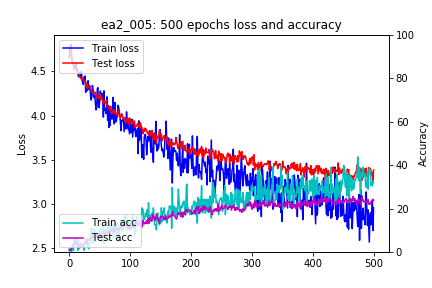 ea2_005: 500 epochs loss and accuracy
Train loss
Test loss
Train acc
Test acc
Loss
Accuracy
4.5
4.0
3.5
3.0
2.5
100
80
60
40
20
0
0 100 200 300 400 500